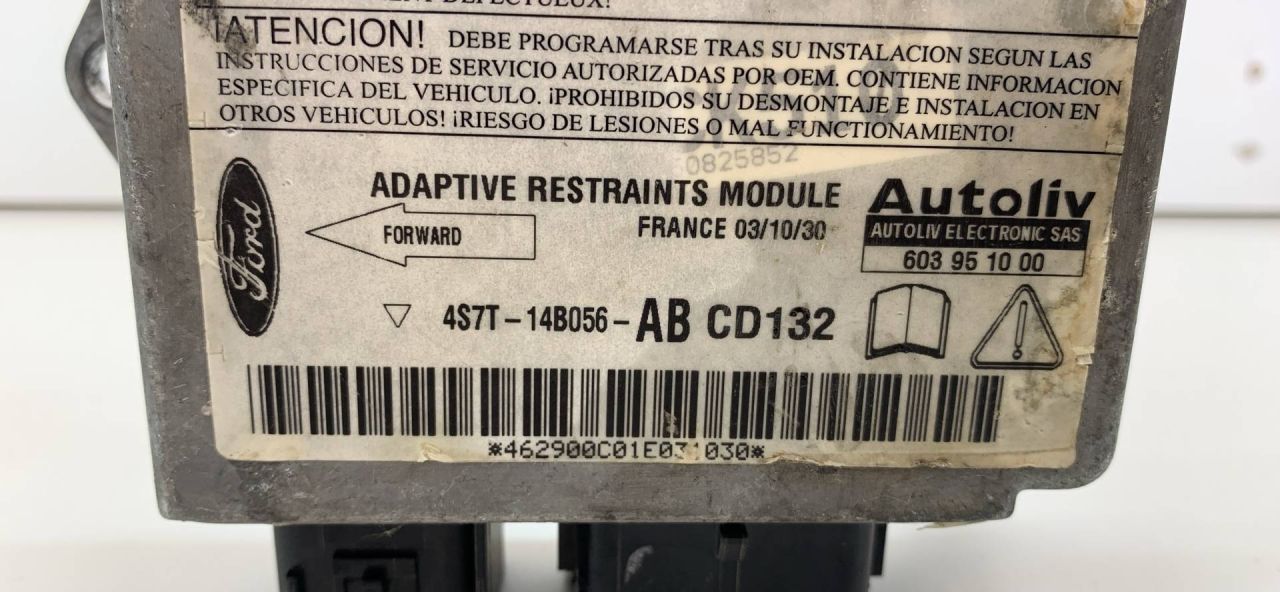 DEFECTUEUX!
¡ATENCION! DEBE PROGRAMARSE TRAS SU INSTALACION SEGUN LAS
INSTRUCCIONES DE SERVICIO AUTORIZADAS POR OEM. CONTIENE INFORMACION
ESPECIFICA DEL VEHICULO. ¡PROHIBIDOS SU DESMONTAJE E INSTALACION EN
OTROS VEHICULOS! ¡RIESGO DE LESIONES O MAL FUNCTIONAMIENTO!
0825852
ADAPTIVE RESTRAINTS MODULE
FRANCE 03/10/30
Ford
FORWARD
Autoliv
AUTOLIV ELECTRONIC SAS
603 95 10 00
4S7T-14B056-AB CD132
*462900C01E031030*